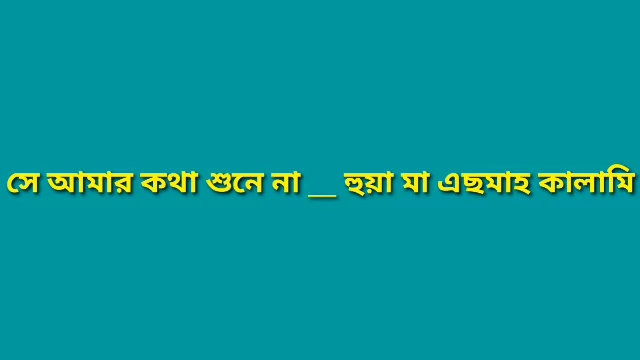 সে আমার কথা শুনে না __ হুয়া মা এছমাহ কালামি